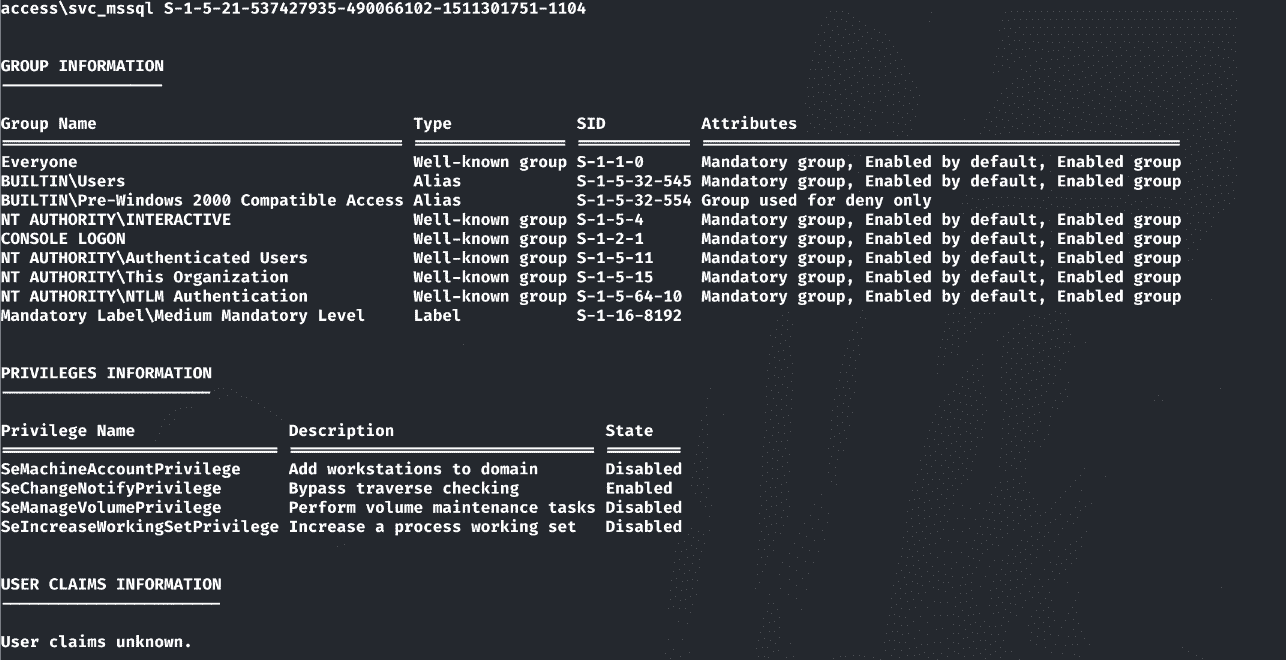 access\svc_mssql S-1-5-21-537427935-490066102-1511301751-1104
GROUP INFORMATION
Group Name Type SID Attributes
Everyone Well-known group S-1-1-0 Mandatory group, Enabled by default, Enabled group
BUILTIN\Users Alias S-1-5-32-545 Mandatory group, Enabled by default, Enabled group
BUILTIN\Pre-Windows 2000 Compatible Access Alias S-1-5-32-554 Group used for deny only
NT AUTHORITY\INTERACTIVE Well-known group S-1-5-4 Mandatory group, Enabled by default, Enabled group
CONSOLE LOGON Well-known group S-1-2-1 Mandatory group, Enabled by default, Enabled group
NT AUTHORITY\Authenticated Users Well-known group S-1-5-11 Mandatory group, Enabled by default, Enabled group
NT AUTHORITY\This Organization Well-known group S-1-5-15 Mandatory group, Enabled by default, Enabled group
NT AUTHORITY\NTLM Authentication Well-known group S-1-5-64-10 Mandatory group, Enabled by default, Enabled group
Mandatory Label\Medium Mandatory Level Label S-1-16-8192
PRIVILEGES INFORMATION
Privilege Name Description State
SeMachineAccountPrivilege Add workstations to domain Disabled
SeChangeNotifyPrivilege Bypass traverse checking Enabled
SeManageVolumePrivilege Perform volume maintenance tasks Disabled
SeIncreaseWorkingSetPrivilege Increase a process working set Disabled
USER CLAIMS INFORMATION
User claims unknown.